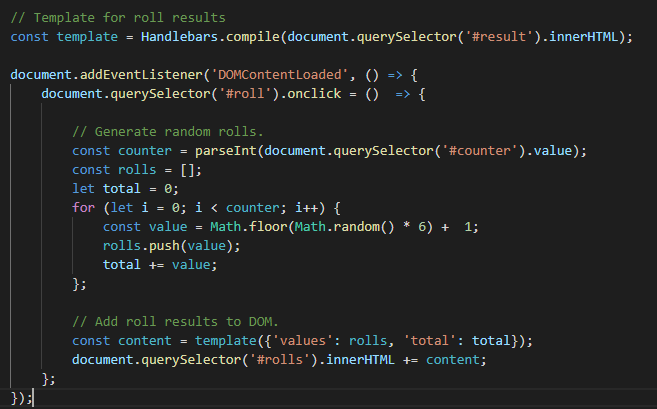 // Template for roll results
const template = Handlebars.compile(document.querySelector('#result').innerHTML);
document.addEventListener('DOMContentLoaded', () => {
    document.querySelector('#roll').onclick = ()  => {
        // Generate random rolls.
        const counter = parseInt(document.querySelector('#counter').value);
        const rolls = [];
        let total = 0;
        for (let i = 0; i < counter; i++) {
            const value = Math.floor(Math.random() * 6) +  1;
            rolls.push(value);
            total += value;
        };
        // Add roll results to DOM.
        const content = template({'values': rolls, 'total': total});
        document.querySelector('#rolls').innerHTML += content;
    };
});